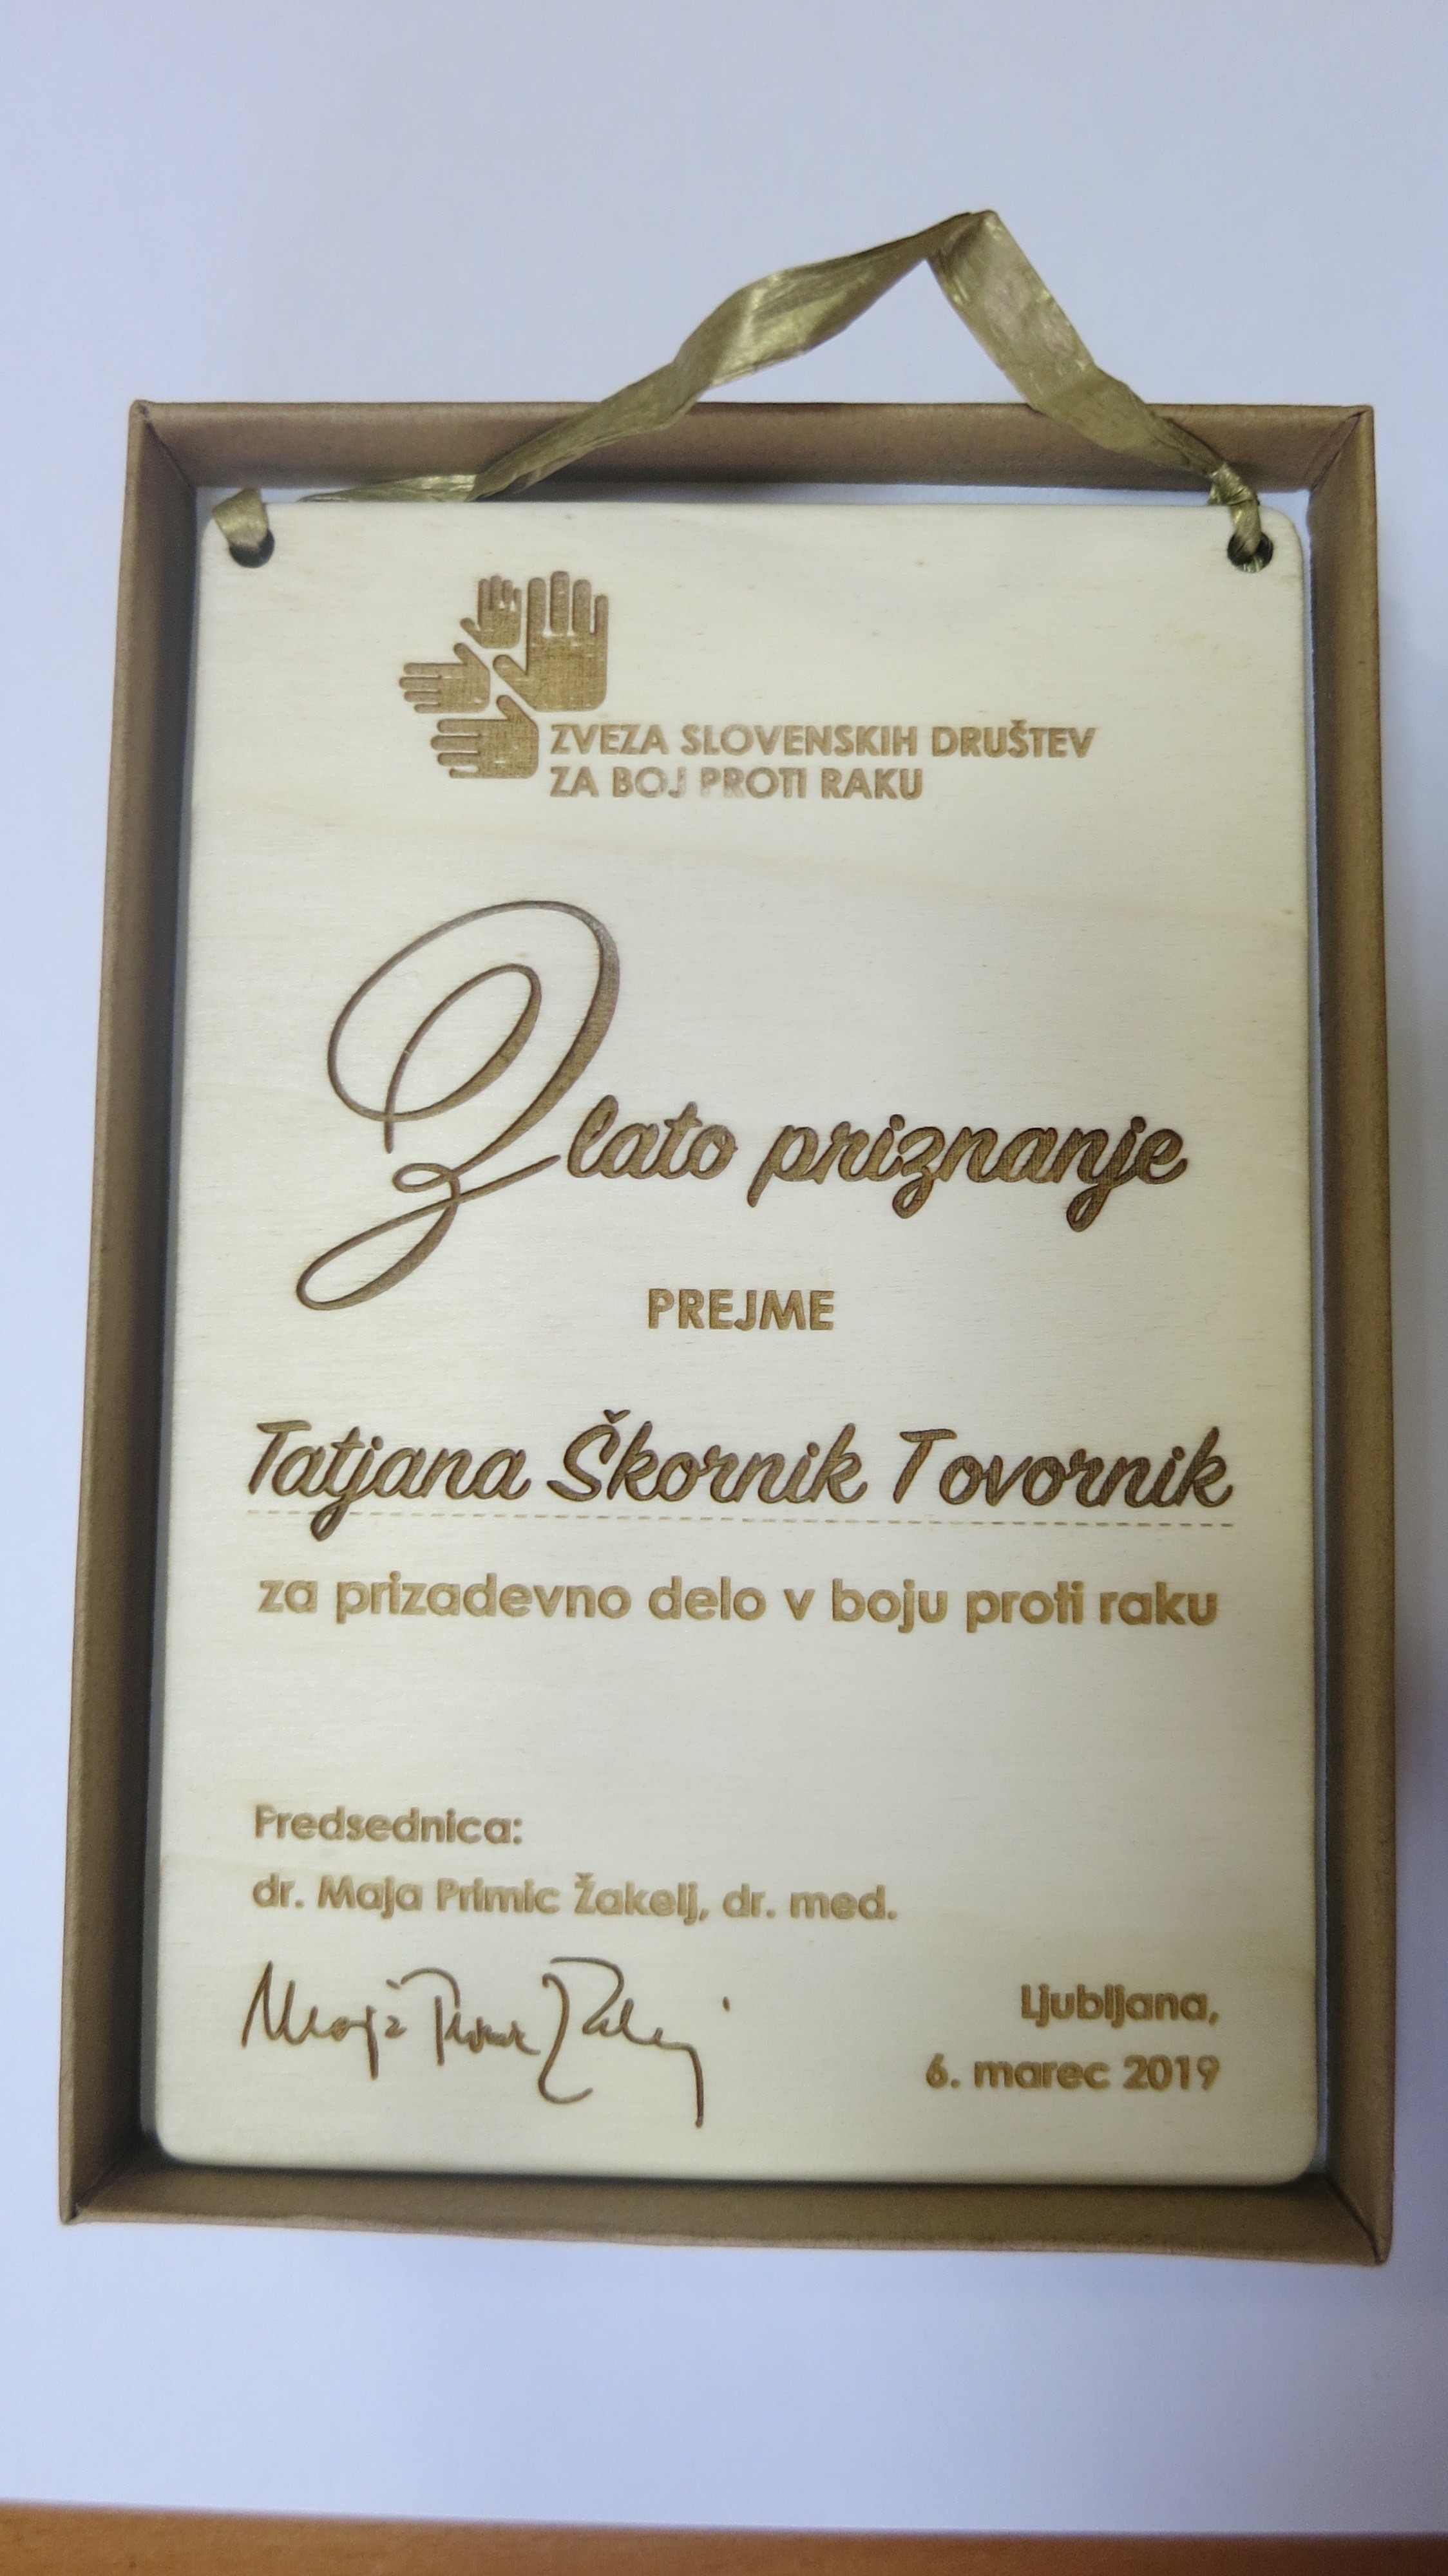 ZVEZA SLOVENSKIH DRUŠTEV
ZA BOJ PROTI RAKU
Zlato priznanje
PREJME
Tatjana Škornik Tovornik
za prizadevno delo v boju proti raku
Predsednica:
dr. Maja Primic Žakelj, dr. med.
Ljubljana,
6. marec 2019